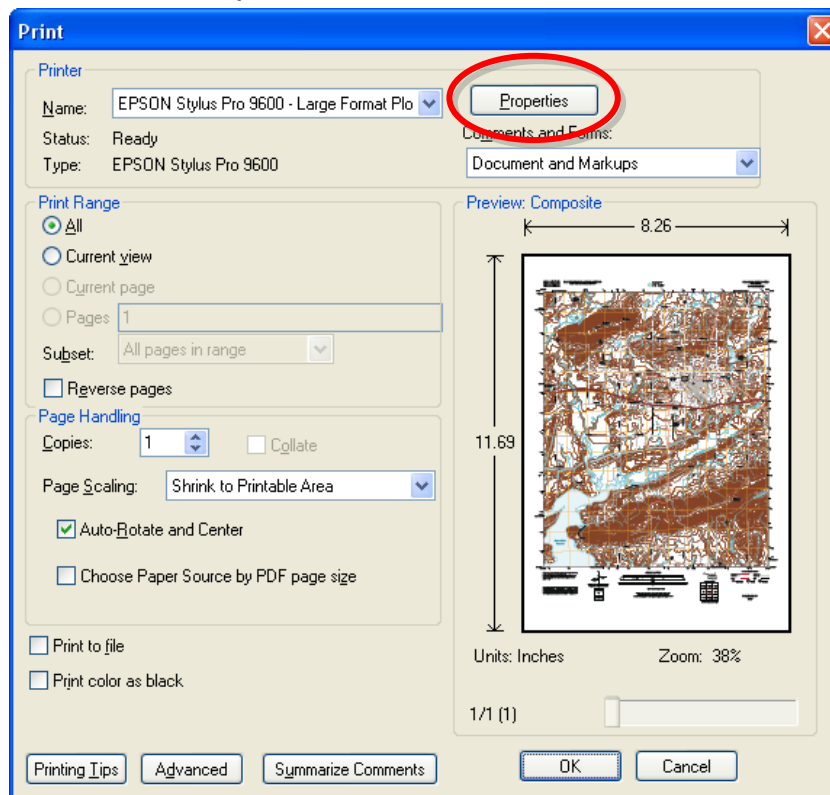 Print
Printer
Name: EPSON Stylus Pro 9600 - Large Format Plo
Properties
Status: Ready
Comments and Forms:
Type: EPSON Stylus Pro 9600
Document and Markups
Print Range
All
Current view
Current page
Pages 1
Subset: All pages in range
Reverse pages
Page Handling
Copies: 1
Collate
Page Scaling: Shrink to Printable Area
Auto-Rotate and Center
Choose Paper Source by PDF page size
Print to file
Print color as black
Preview: Composite
8.26
11.69
Units: Inches Zoom: 38%
1/1 (1)
Printing Tips Advanced Summarize Comments OK Cancel